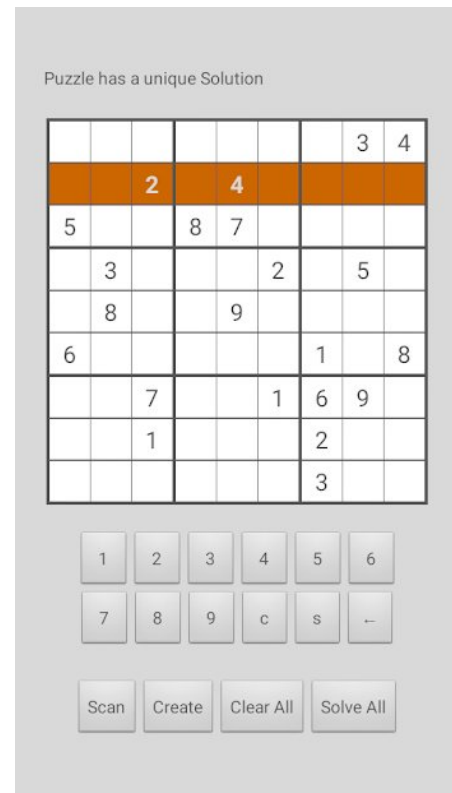 Puzzle has a unique Solution
3 4
2 4
5 8 7
3 2 5
8 9
6 1 8
7 1 6 9
1 2
3
1 2 3 4 5 6
7 8 9 c s ←
Scan Create Clear All Solve All